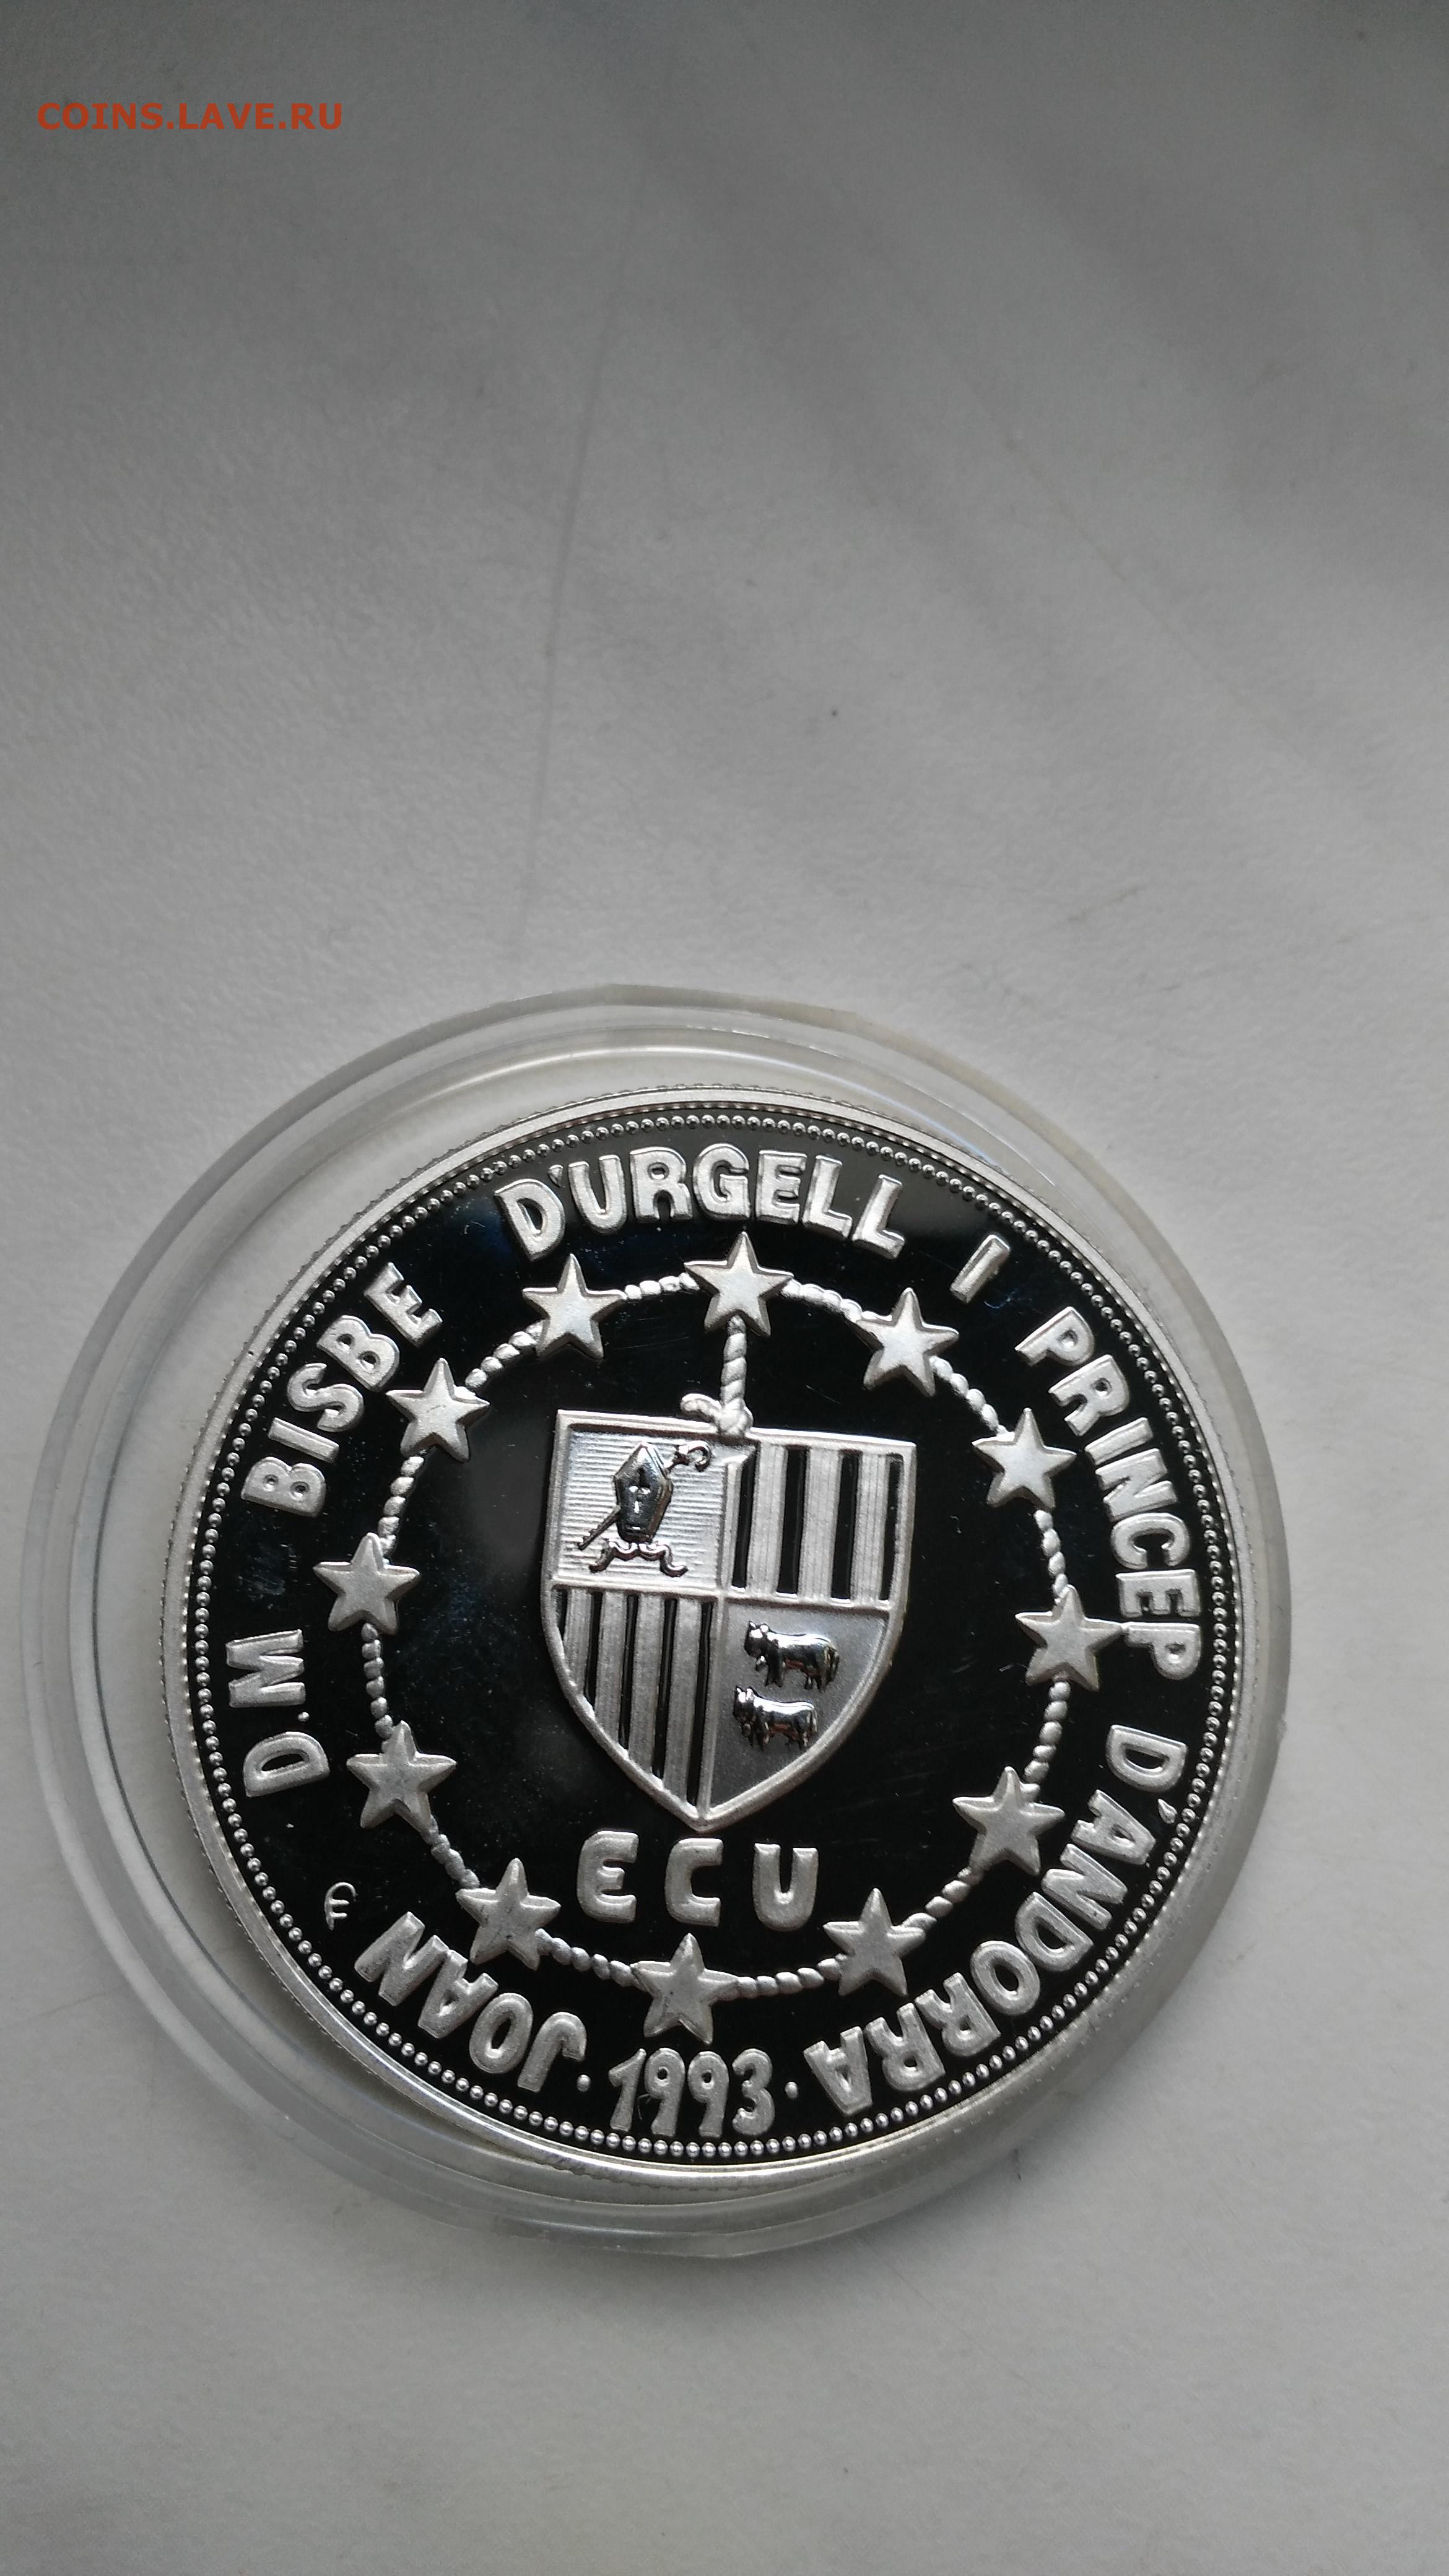 COINS.LAVE.RU
JOAN D.M BISBE D'URGELL I PRINCEP D'ANDORRA
ECU
· 1993 ·